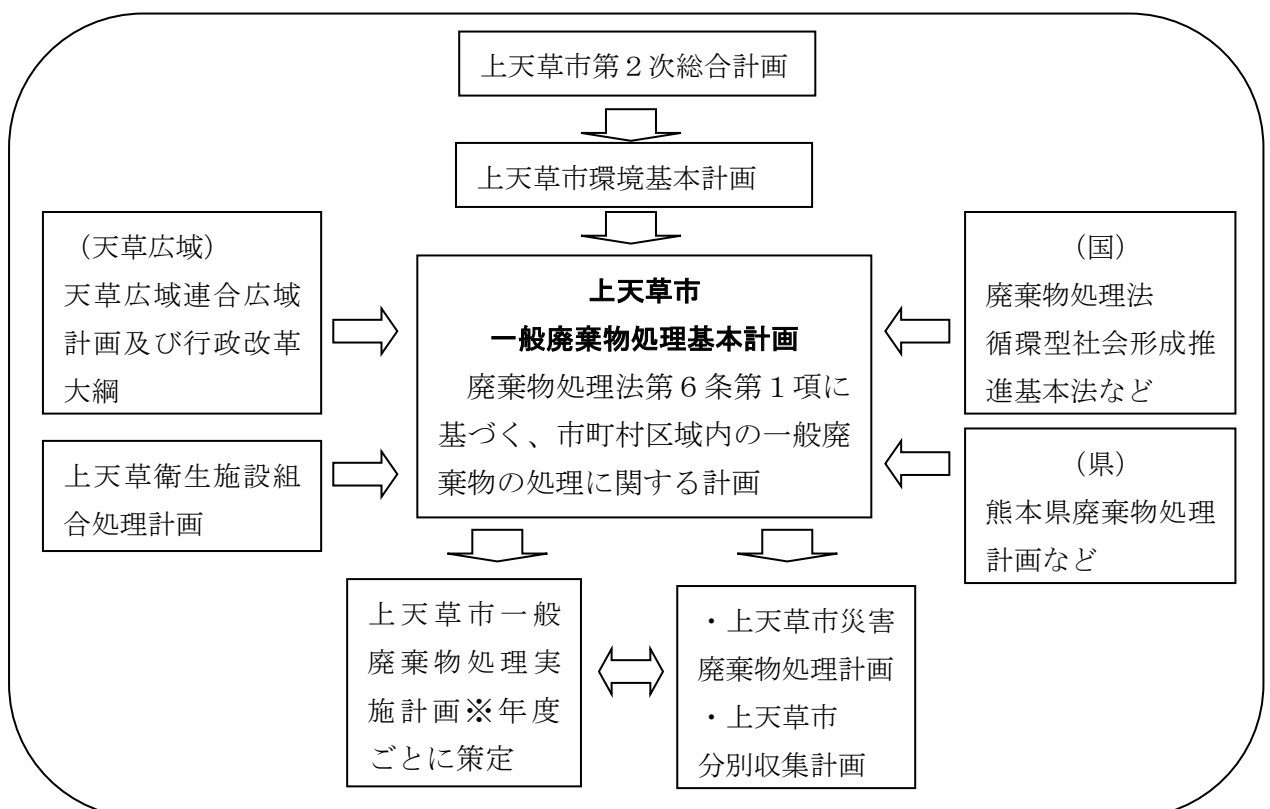 上天草市第２次総合計画
上天草市環境基本計画
（天草広域）
天草広域連合広域
計画及び行政改革
大綱
上天草衛生施設組
合処理計画
上天草市
一般廃棄物処理基本計画
廃棄物処理法第６条第１項に
基づく、市町村区域内の一般廃
棄物の処理に関する計画
（国）
廃棄物処理法
循環型社会形成推
進基本法など
（県）
熊本県廃棄物処理
計画など
上天草市一般
廃棄物処理実
施計画※年度
ごとに策定
・上天草市災害
廃棄物処理計画
・上天草市
分別収集計画